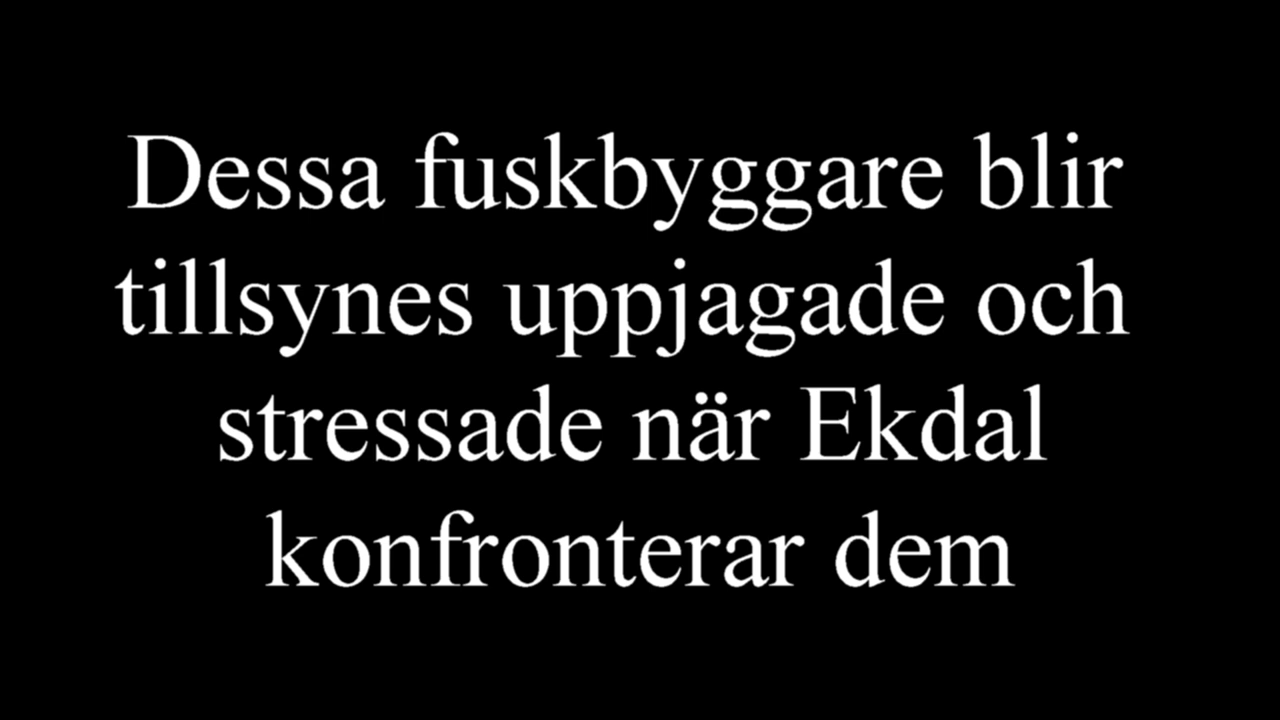 Dessa fuskbyggare blir
tillsynes uppjagade och
stressade när Ekdal
konfronterar dem